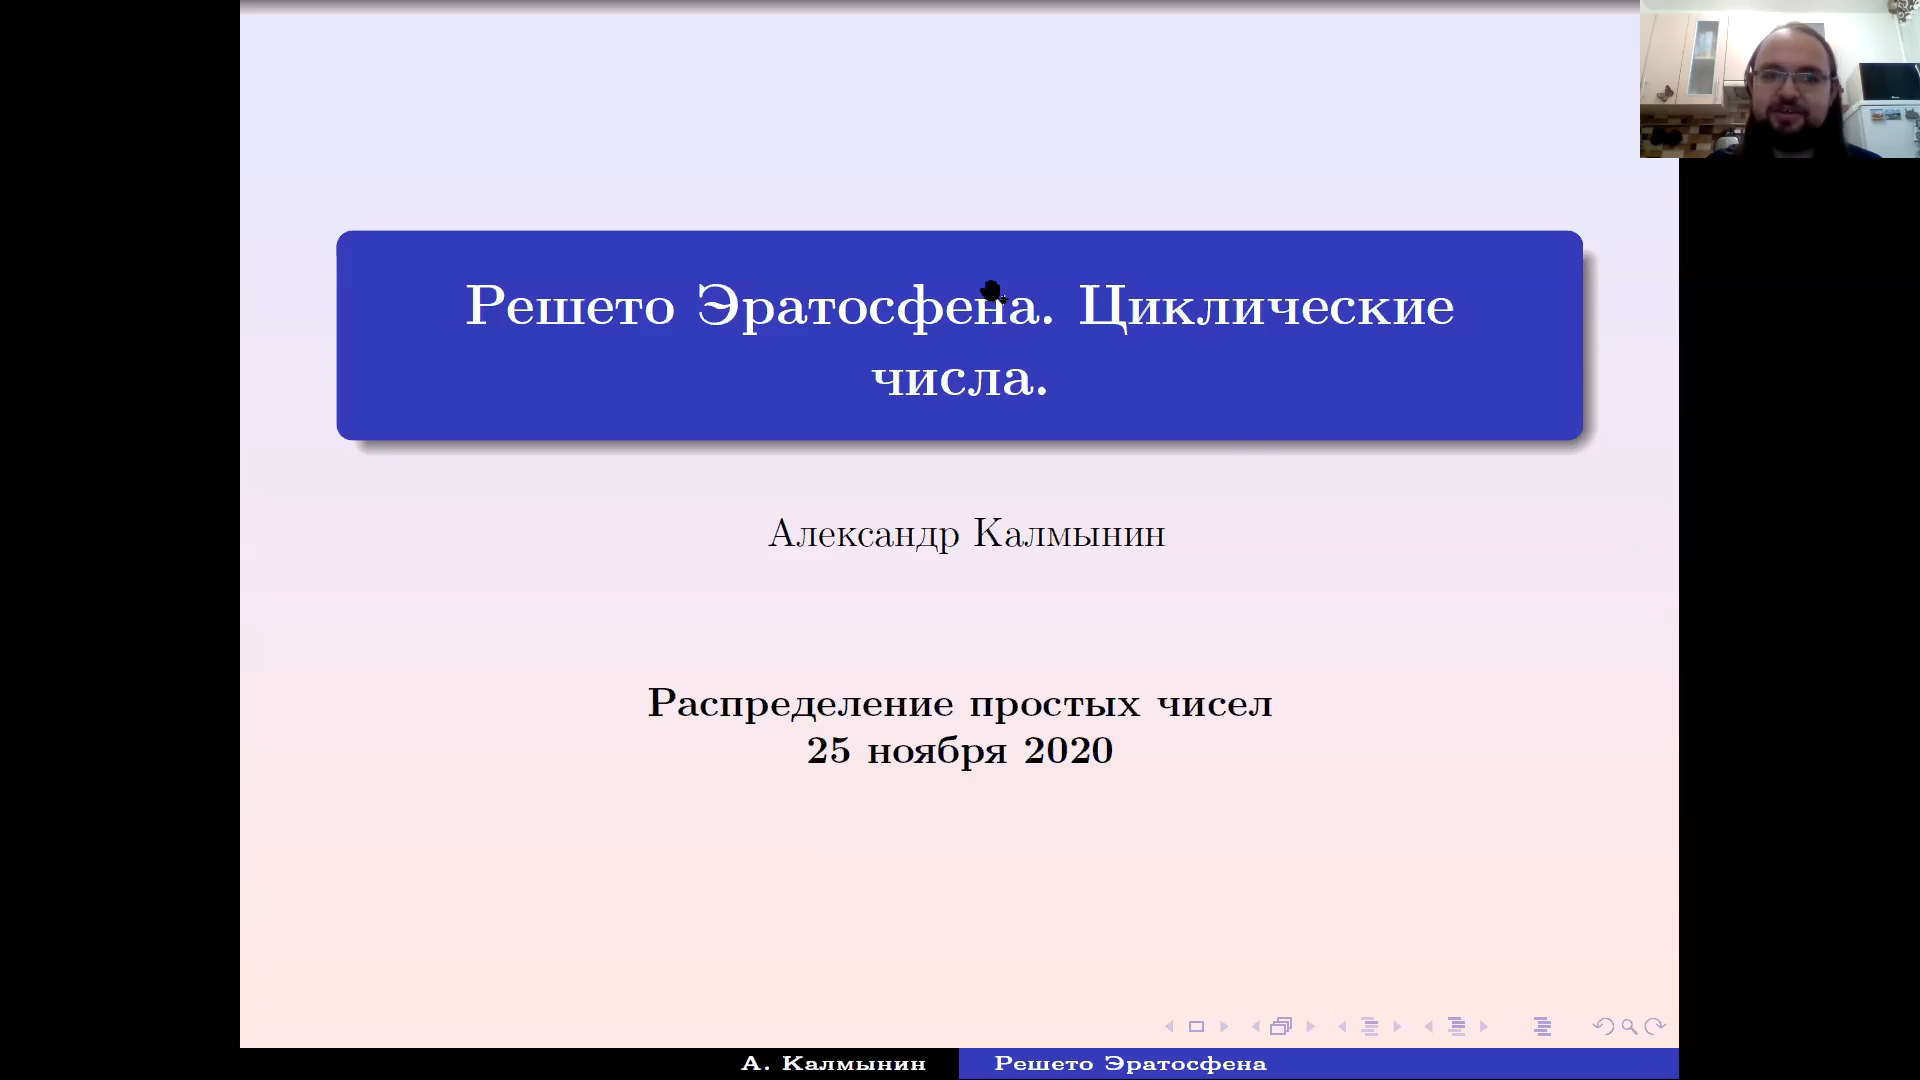 Решето Эратосфена. Циклические
числа.
Александр Калмынин
Распределение простых чисел
25 ноября 2020
А. Калмынин
Решето Эратосфена